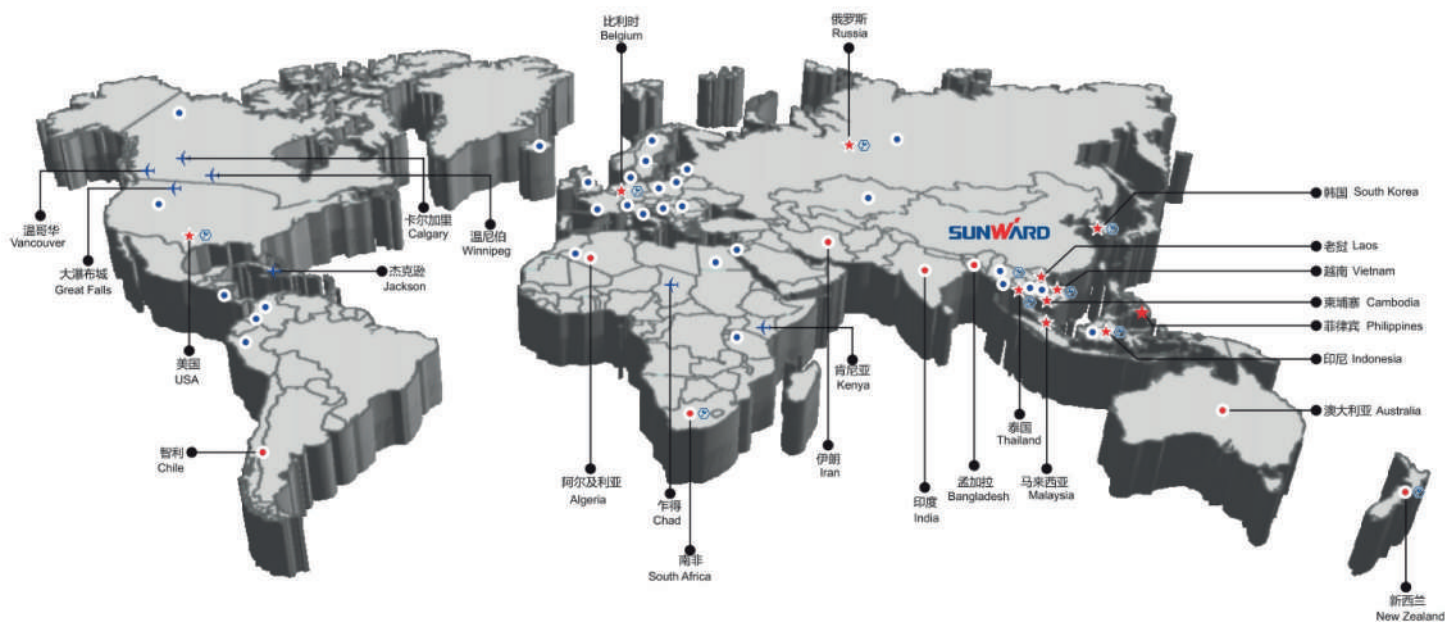 比利时
Belgium
俄罗斯
Russia
韩国 South Korea
SUNWARD
温哥华
Vancouver
卡尔加里
Calgary
温尼伯
Winnipeg
老挝 Laos
大瀑布城
Great Falls
杰克逊
Jackson
越南 Vietnam
柬埔寨 Cambodia
菲律宾 Philippines
美国
USA
肯尼亚
Kenya
印尼 Indonesia
澳大利亚 Australia
智利
Chile
阿尔及利亚
Algeria
乍得
Chad
伊朗
Iran
印度
India
孟加拉
Bangladesh
泰国
Thailand
马来西亚
Malaysia
南非
South Africa
新西兰
New Zealand